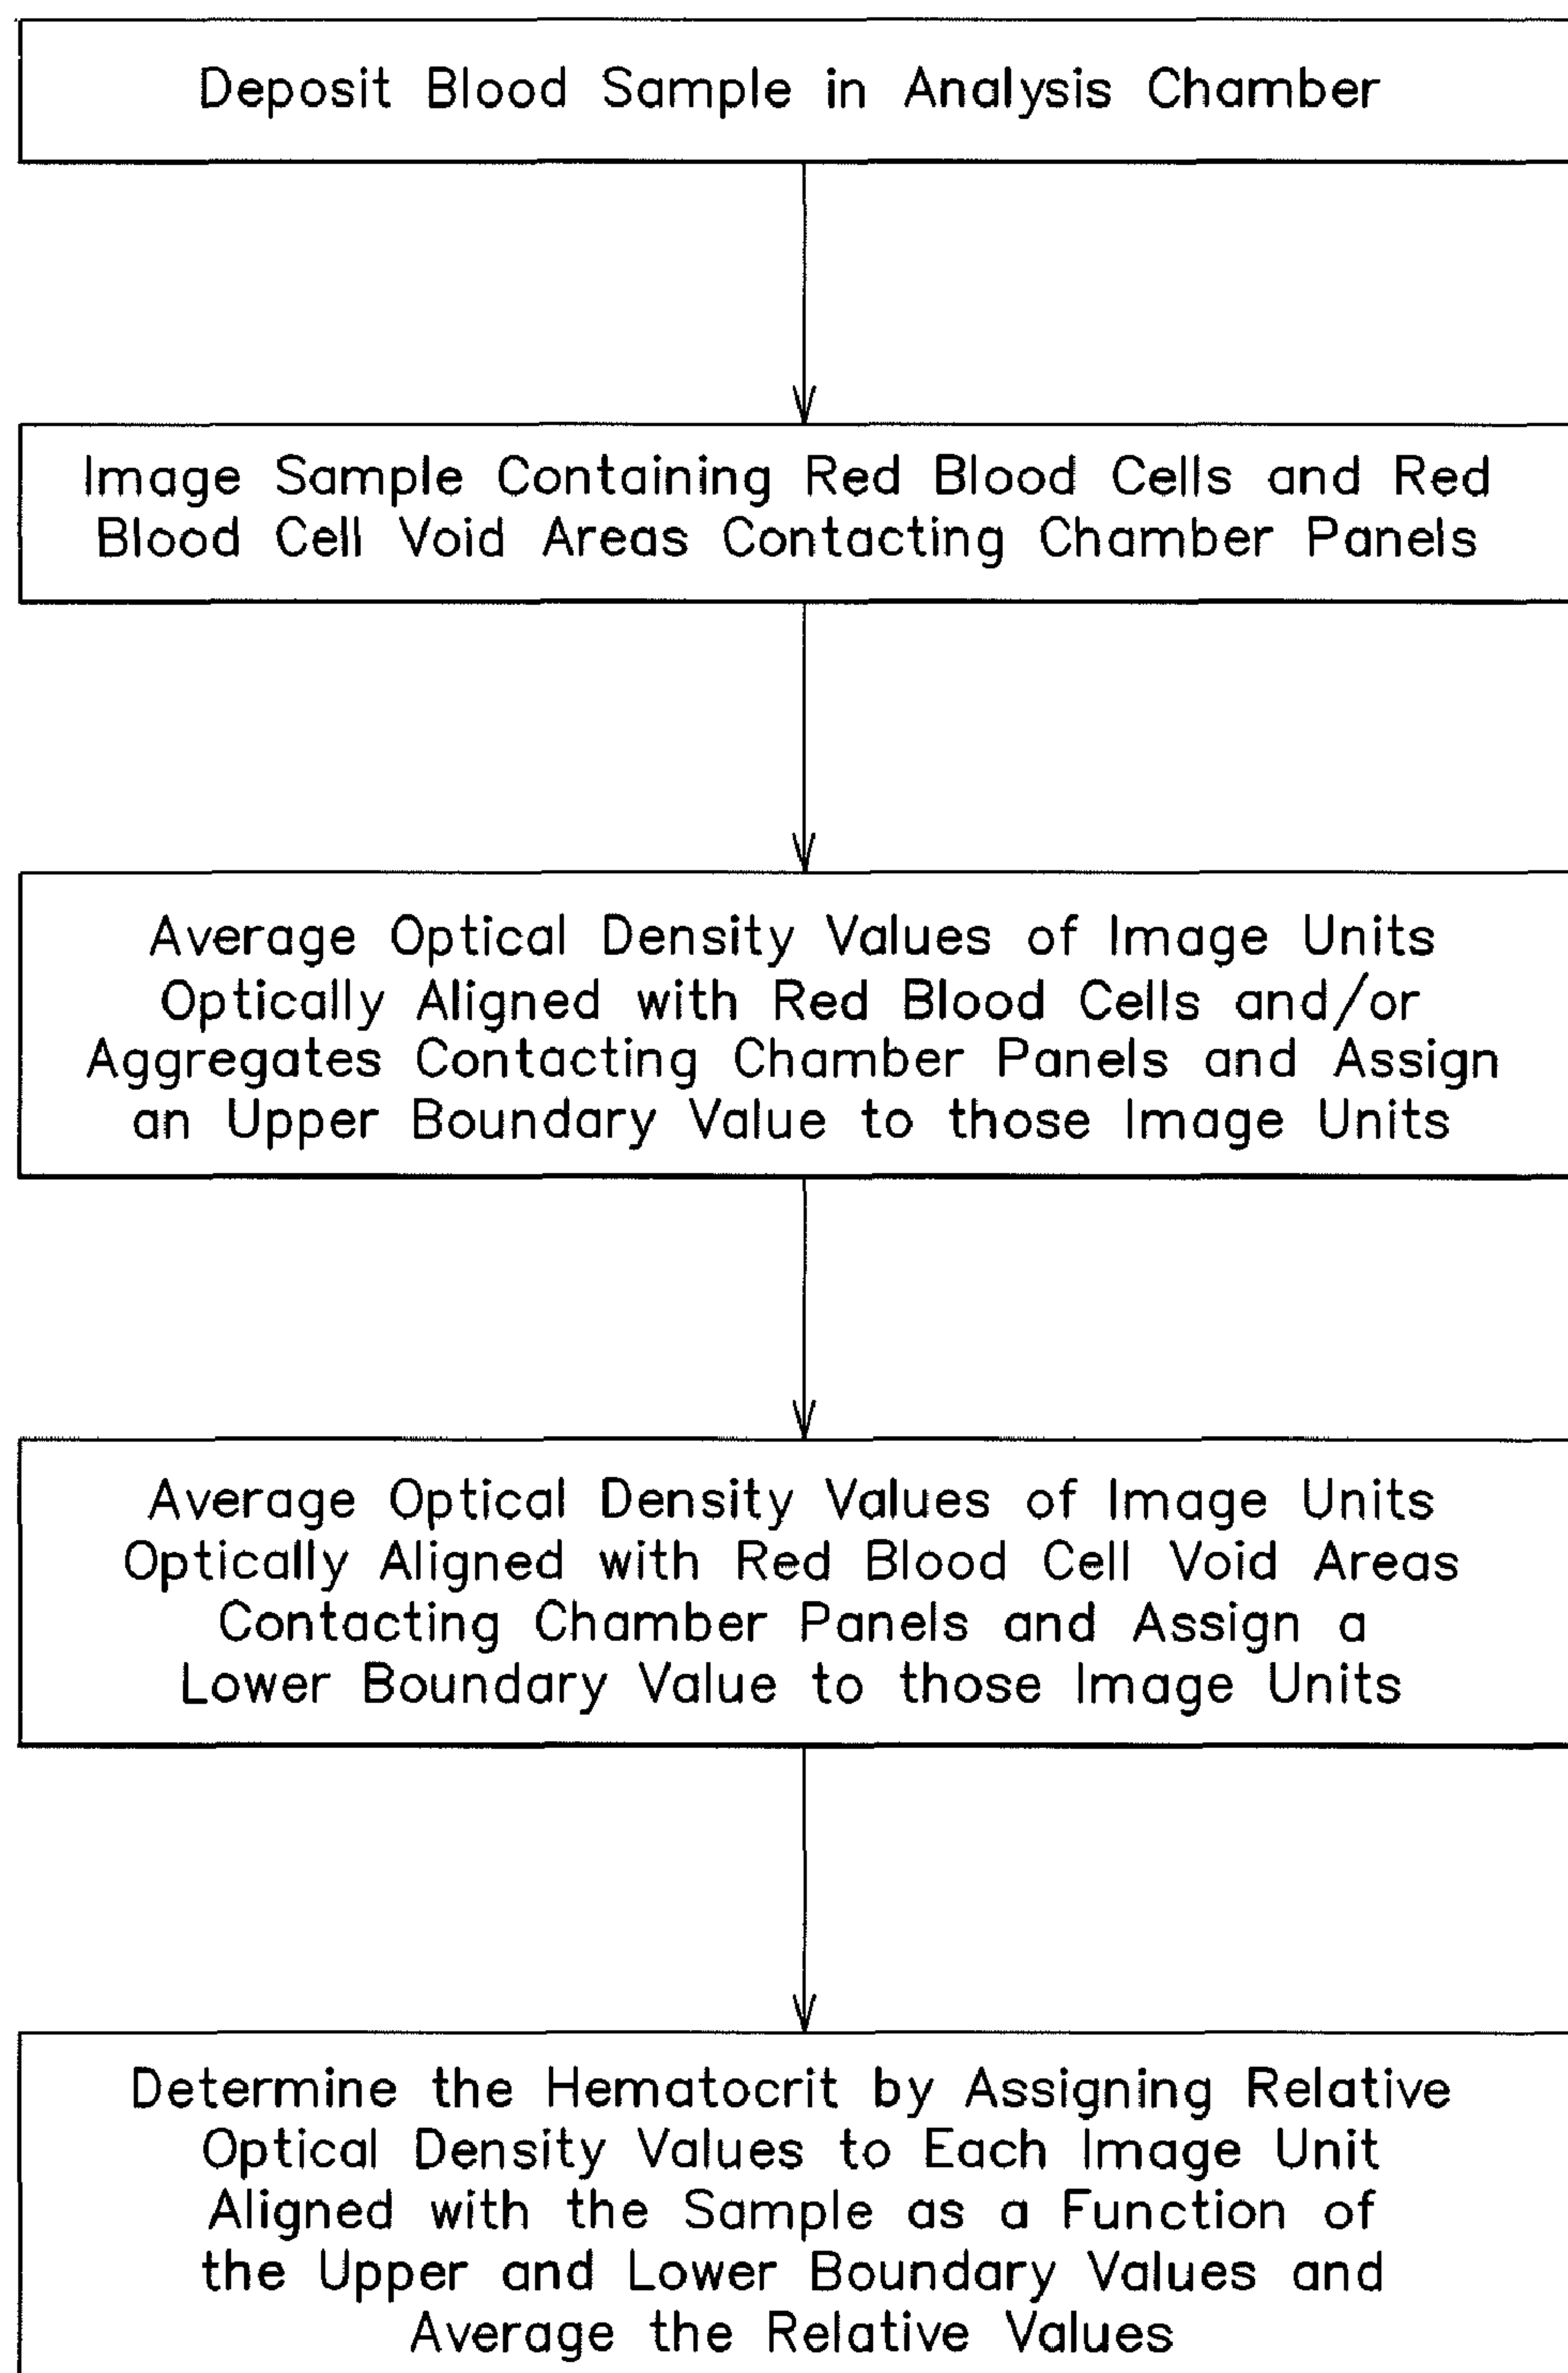 Deposit Blood Sample in Analysis Chamber
Image Sample Containing Red Blood Cells and Red
Blood Cell Void Areas Contacting Chamber Panels
Average Optical Density Values of Image Units
Optically Aligned with Red Blood Cells and/or
Aggregates Contacting Chamber Panels and Assign
an Upper Boundary Value to those Image Units
Average Optical Density Values of Image Units
Optically Aligned with Red Blood Cell Void Areas
Contacting Chamber Panels and Assign a
Lower Boundary Value to those Image Units
Determine the Hematocrit by Assigning Relative
Optical Density Values to Each Image Unit
Aligned with the Sample as a Function of
the Upper and Lower Boundary Values and
Average the Relative Values